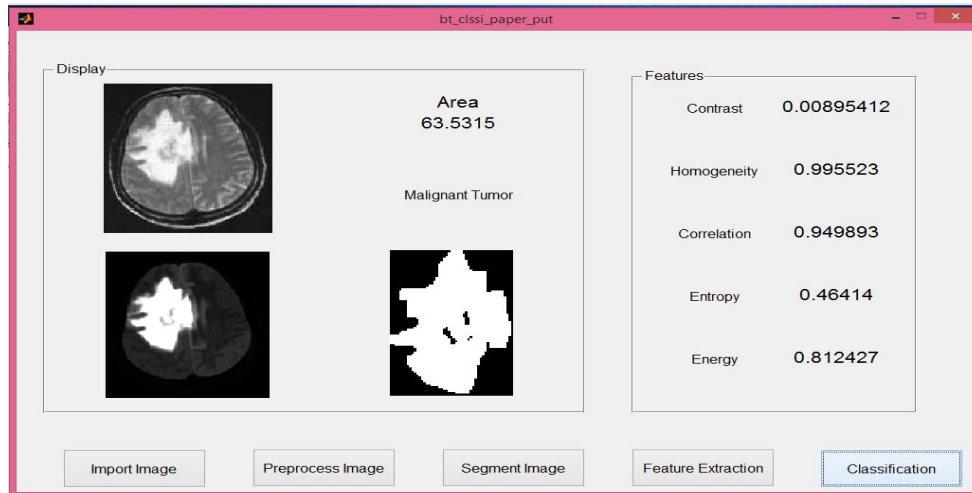 bt_clssi_paper_put
Display
Area
63.5315
Malignant Tumor
Features
Contrast 0.00895412
Homogeneity 0.995523
Correlation 0.949893
Entropy 0.46414
Energy 0.812427
Import Image Preprocess Image Segment Image Feature Extraction Classification